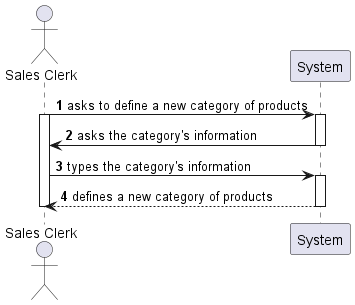 Sales Clerk
System
1 asks to define a new category of products
2 asks the category's information
3 types the category's information
4 defines a new category of products
Sales Clerk
System